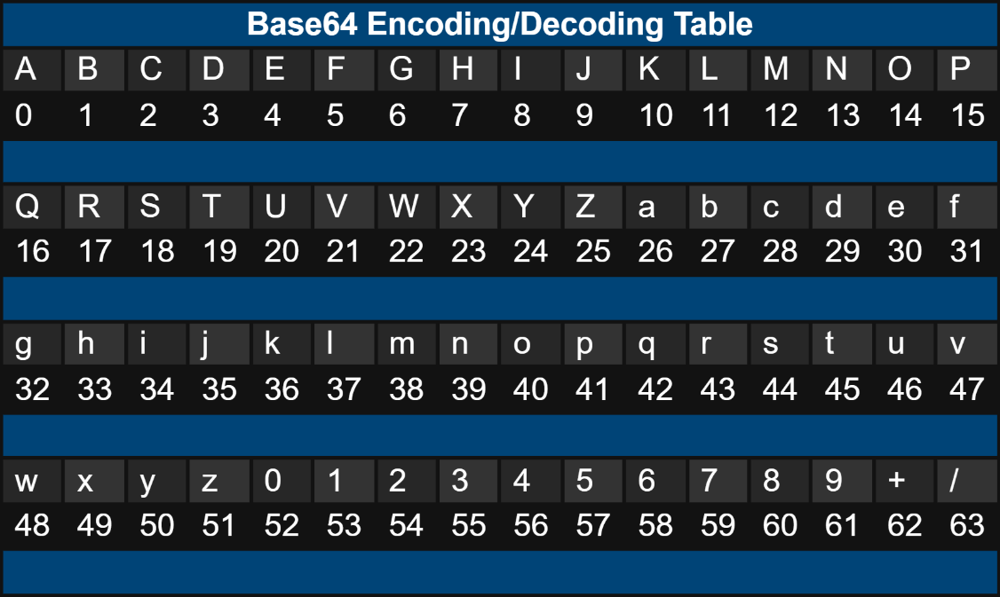 Base64 Encoding/Decoding Table
A B C D E F G H I J K L M N O P
0 1 2 3 4 5 6 7 8 9 10 11 12 13 14 15
Q R S T U V W X Y Z a b c d e f
16 17 18 19 20 21 22 23 24 25 26 27 28 29 30 31
g h i j k l m n o p q r s t u v
32 33 34 35 36 37 38 39 40 41 42 43 44 45 46 47
w x y z 0 1 2 3 4 5 6 7 8 9 + /
48 49 50 51 52 53 54 55 56 57 58 59 60 61 62 63